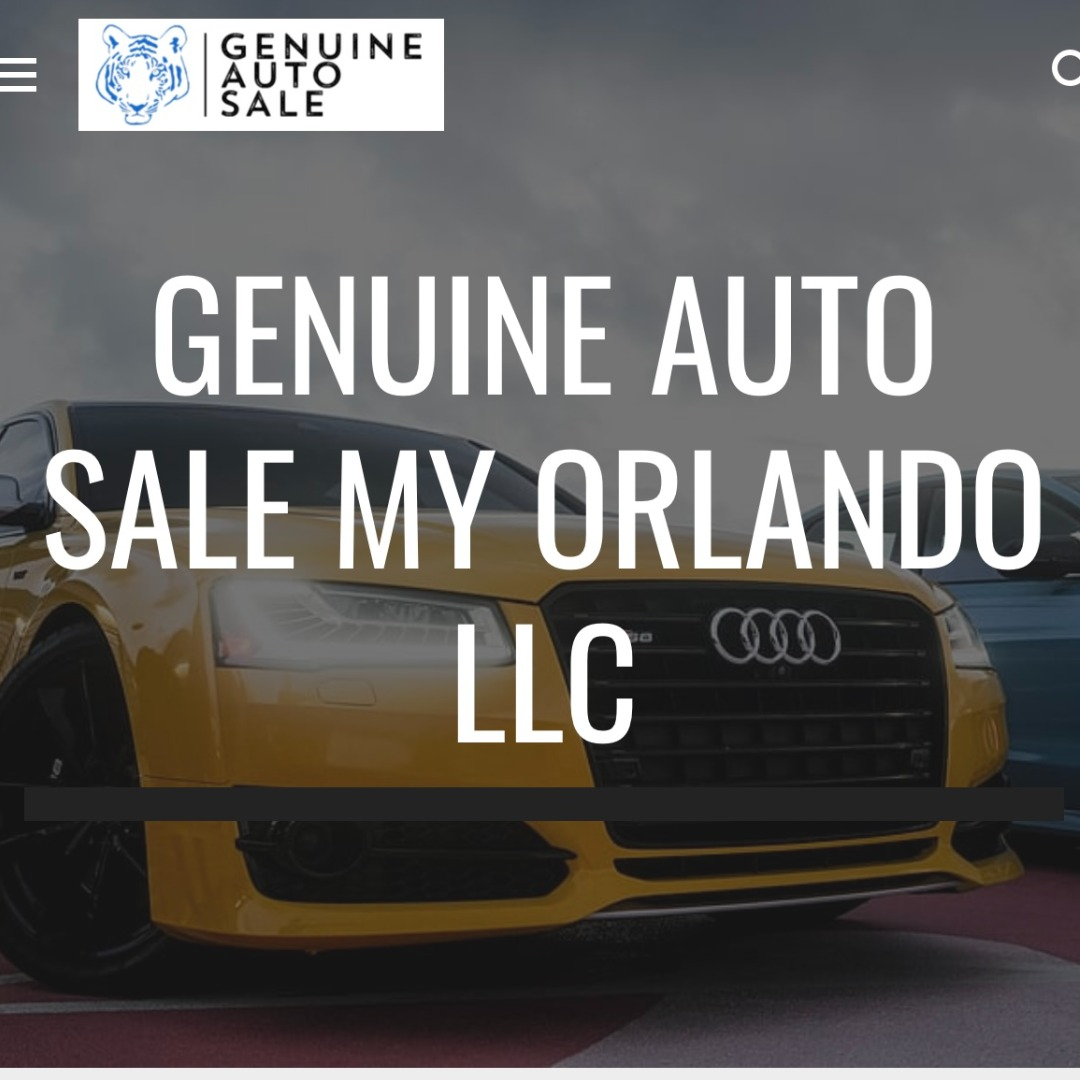 GENUINE
AUTO
SALE
GENUINE AUTO
SALE MY ORLANDO
LLC